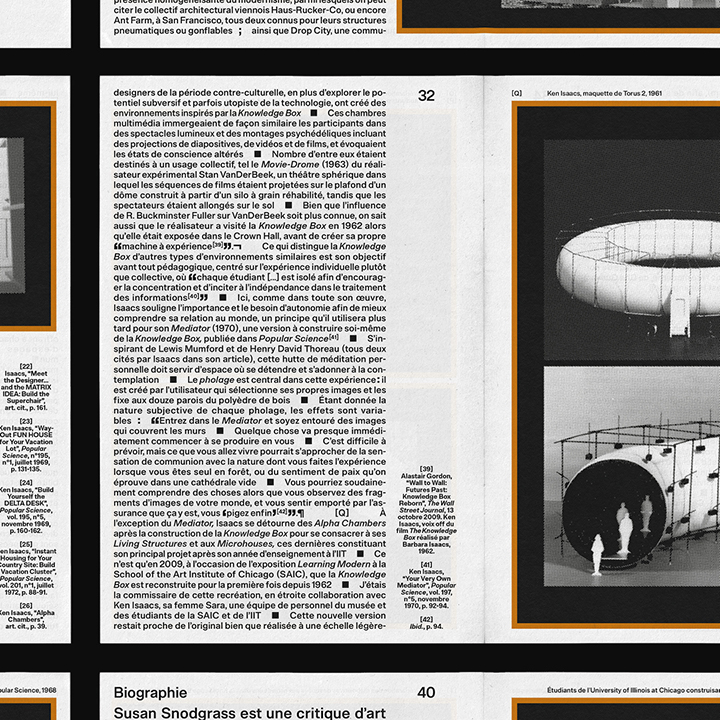 présence homogénéisante du modernisme, parmi lesquels on peut
citer le collectif architectural viennois Haus-Rucker-Co, ou encore
Ant Farm, à San Francisco, tous deux connus pour leurs structures
pneumatiques ou gonflables ; ainsi que Drop City, une commu-
32
designers de la période contre-culturelle, en plus d'explorer le po-
tentiel subversif et parfois utopiste de la technologie, ont créé des
environnements inspirés par la Knowledge Box ■ Ces chambres
multimédia immergeaient de façon similaire les participants dans
des spectacles lumineux et des montages psychédéliques incluant
des projections de diapositives, de vidéos et de films, et évoquaient
les états de conscience altérés ■ Nombre d'entre eux étaient
destinés à un usage collectif, tel le Movie-Drome (1963) du réali-
sateur expérimental Stan VanDerBeek, un théâtre sphérique dans
lequel les séquences de films étaient projetées sur le plafond d'un
dôme construit à partir d'un silo à grain réhabilité, tandis que les
spectateurs étaient allongés sur le sol ■ Bien que l'influence
de R. Buckminster Fuller sur VanDerBeek soit plus connue, on sait
aussi que le réalisateur a visité la Knowledge Box en 1962 alors
qu'elle était exposée dans le Crown Hall, avant de créer sa propre
❝machine à expérience[39]❞.¬ Ce qui distingue la Knowledge
Box d'autres types d'environnements similaires est son objectif
avant tout pédagogique, centré sur l'expérience individuelle plutôt
que collective, où ❝chaque étudiant [...] est isolé afin d'encourag-
er la concentration et d'inciter à l'indépendance dans le traitement
des informations[40]❞ ■ Ici, comme dans toute son œuvre,
Isaacs souligne l'importance et le besoin d'autonomie afin de mieux
comprendre sa relation au monde, un principe qu'il utilisera plus
tard pour son Mediator (1970), une version à construire soi-même
de la Knowledge Box, publiée dans Popular Science[41] ■ S'in-
spirant de Lewis Mumford et de Henry David Thoreau (tous deux
cités par Isaacs dans son article), cette hutte de méditation per-
sonnelle doit servir d'espace où se détendre et s'adonner à la con-
templation ■ Le pholage est central dans cette expérience : il
est créé par l'utilisateur qui sélectionne ses propres images et les
fixe aux douze parois du polyèdre de bois ■ Étant donnée la
nature subjective de chaque pholage, les effets sont varia-
bles : ❝Entrez dans le Mediator et soyez entouré des images
qui couvrent les murs ■ Quelque chose va presque immédi-
atement commencer à se produire en vous ■ C'est difficile à
prévoir, mais ce que vous allez vivre pourrait s'approcher de la sen-
sation de communion avec la nature dont vous faites l'expérience
lorsque vous êtes seul en forêt, ou du sentiment de paix qu'on
éprouve dans une cathédrale vide ■ Vous pourriez soudaine-
ment comprendre des choses alors que vous observez des frag-
ments d'images de votre monde, et vous sentir emporté par l'as-
surance que ça y est, vous ❛pigez enfin❜[42]❞.¶ [Q] À
l'exception du Mediator, Isaacs se détourne des Alpha Chambers
après la construction de la Knowledge Box pour se consacrer à ses
Living Structures et aux Microhouses, ces dernières constituant
son principal projet après son année d'enseignement à l'IIT ■ Ce
n'est qu'en 2009, à l'occasion de l'exposition Learning Modern à la
School of the Art Institute of Chicago (SAIC), que la Knowledge
Box est reconstruite pour la première fois depuis 1962 ■ J'étais
la commissaire de cette recréation, en étroite collaboration avec
Ken Isaacs, sa femme Sara, une équipe de personnel du musée et
des étudiants de la SAIC et de l'IIT ■ Cette nouvelle version
restait proche de l'original bien que réalisée à une échelle légère-
[39]
Alastair Gordon,
"Wall to Wall:
Futures Past:
Knowledge Box
Reborn", The Wall
Street Journal, 13
octobre 2009. Ken
Isaacs, voix off du
film The Knowledge
Box réalisé par
Barbara Isaacs,
1962.
[41]
Ken Isaacs,
"Your Very Own
Mediator", Popular
Science, vol. 197,
n°5, novembre
1970, p. 92-94.
[42]
Ibid., p. 94.
[Q] Ken Isaacs, maquette de Torus 2, 1961
[22]
Isaacs, "Meet
the Designer...
and the MATRIX
IDEA: Build the
Superchair",
art. cit., p. 161.
[23]
Ken Isaacs, "Way-
Out FUN HOUSE
for Your Vacation
Lot", Popular
Science, n°195,
n°1, juillet 1969,
p. 131-135.
[24]
Ken Isaacs, "Build
Yourself the
DELTA DESK",
Popular Science,
vol. 195, n°5,
novembre 1969,
p. 160-162.
[25]
Ken Isaacs, "Instant
Housing for Your
Country Site: Build
a Vacation Cluster",
Popular Science,
vol. 201, n°1, juillet
1972, p. 88-91.
[26]
Ken Isaacs, "Alpha
Chambers",
art. cit., p. 39.
Popular Science, 1968
Biographie
40
Susan Snodgrass est une critique d'art
Étudiants de l'University of Illinois at Chicago